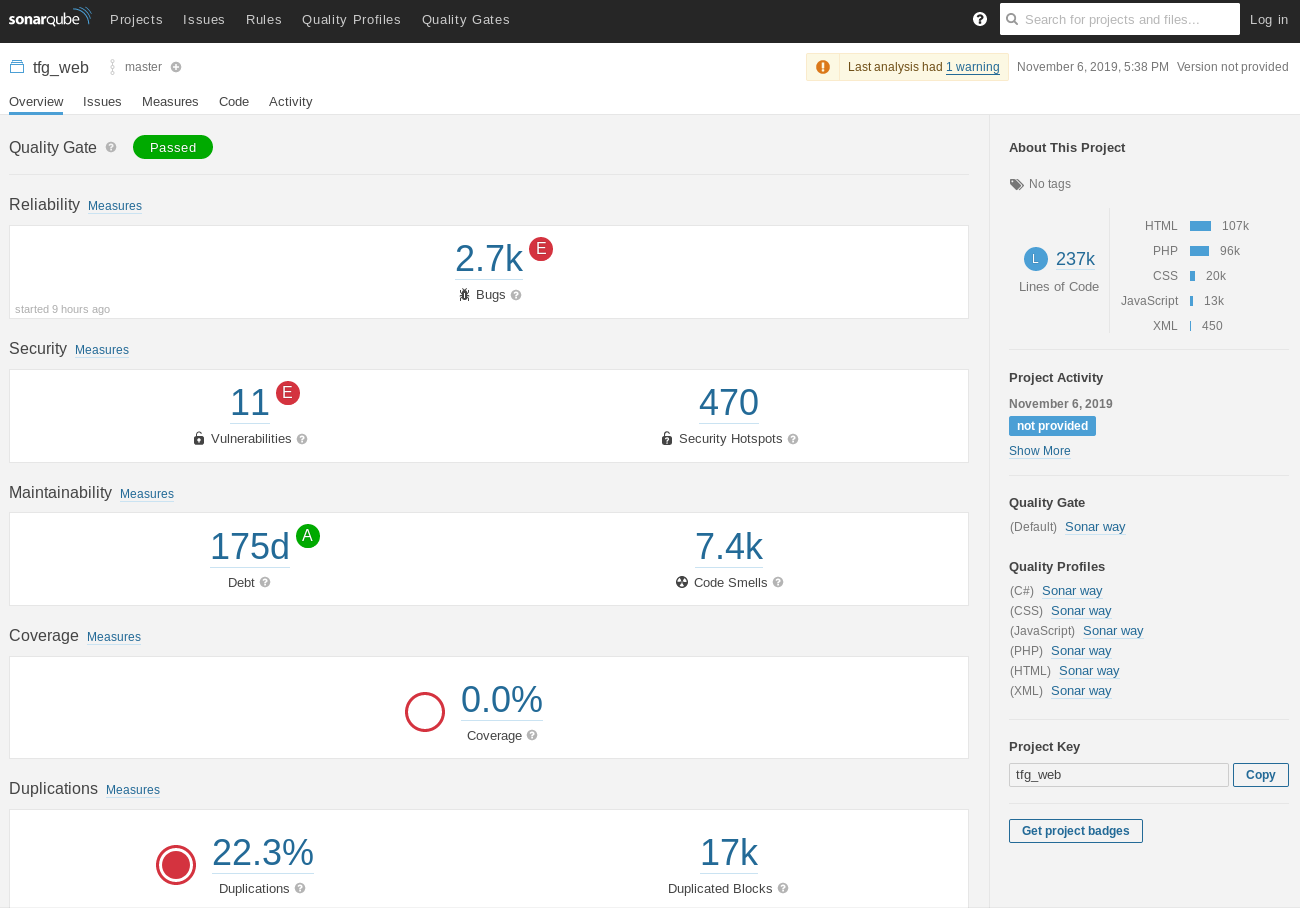 sonarqube Projects Issues Rules Quality Profiles Quality Gates ? Search for projects and files... Log in
tfg_web master Last analysis had 1 warning November 6, 2019, 5:38 PM Version not provided
Overview Issues Measures Code Activity
Quality Gate ? Passed
Reliability Measures
2.7k E
Bugs ?
started 9 hours ago
Security Measures
11 E 470
Vulnerabilities ? Security Hotspots ?
Maintainability Measures
175d A 7.4k
Debt ? Code Smells ?
Coverage Measures
0.0%
Coverage ?
Duplications Measures
22.3% 17k
Duplications ? Duplicated Blocks ?
About This Project
No tags
L 237k
Lines of Code
HTML 107k
PHP 96k
CSS 20k
JavaScript 13k
XML 450
Project Activity
November 6, 2019
not provided
Show More
Quality Gate
(Default) Sonar way
Quality Profiles
(C#) Sonar way
(CSS) Sonar way
(JavaScript) Sonar way
(PHP) Sonar way
(HTML) Sonar way
(XML) Sonar way
Project Key
tfg_web Copy
Get project badges